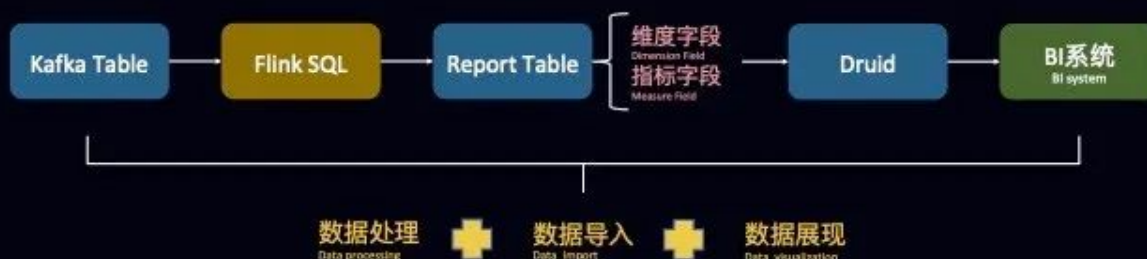 Kafka Table
Flink SQL
Report Table
维度字段
Dimension Field
指标字段
Measure Field
Druid
BI系统
BI system
数据处理
Data processing
数据导入
Data import
数据展现
Data visualization